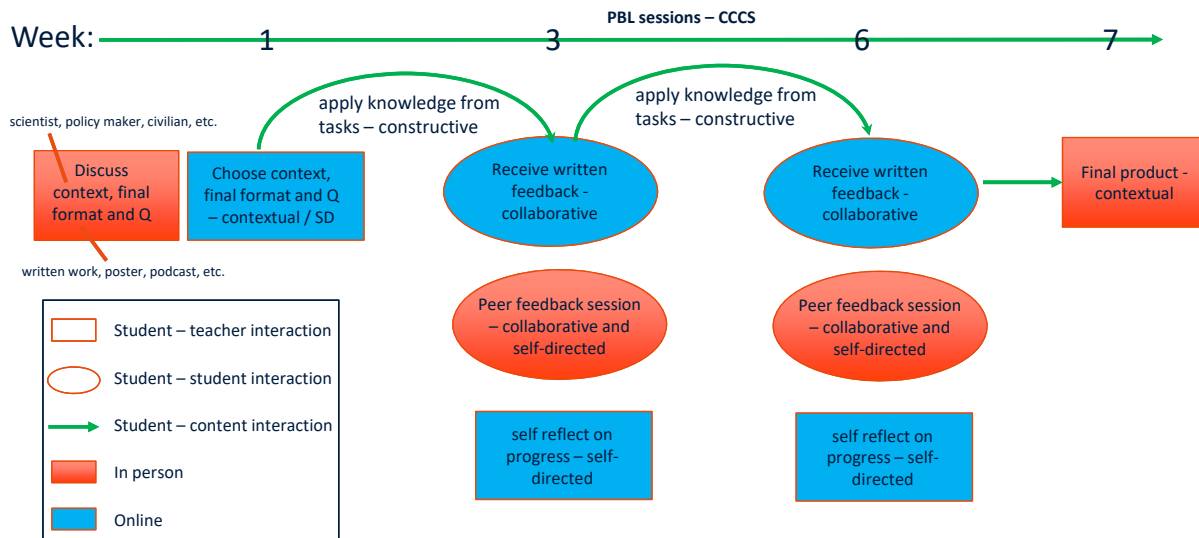 PBL sessions – CCCS
Week:
1
3
6
7
apply knowledge from
tasks – constructive
apply knowledge from
tasks – constructive
scientist, policy maker, civilian, etc.
Discuss
context, final
format and Q
Choose context,
final format and Q
– contextual / SD
Receive written
feedback -
collaborative
Receive written
feedback -
collaborative
Final product -
contextual
written work, poster, podcast, etc.
Peer feedback session
– collaborative and
self-directed
Peer feedback session
– collaborative and
self-directed
self reflect on
progress – self-
directed
self reflect on
progress – self-
directed
Student – teacher interaction
Student – student interaction
Student – content interaction
In person
Online